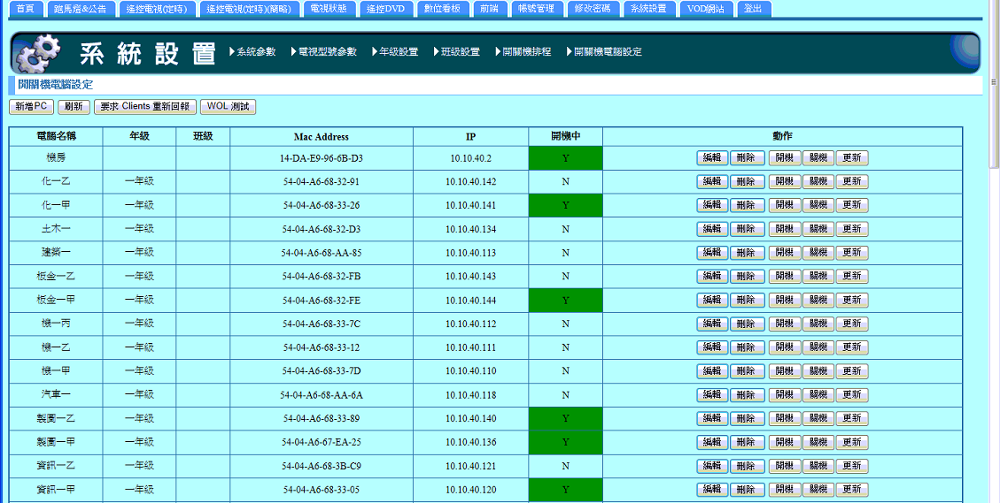 首頁 跑馬燈&公告 遙控電視(定時) 遙控電視(定時)(簡略) 電視狀態 遙控DVD 數位看板 前端 帳號管理 修改密碼 系統設置 VOD網站 登出
系統設置 系統參數 電視型號參數 年級設置 班級設置 開關機排程 開關機電腦設定
開關機電腦設定
新增PC 刷新 要求 Clients 重新回報 WOL 測試
電腦名稱 年級 班級 Mac Address IP 開機中 動作
機房 14-DA-E9-96-6B-D3 10.10.40.2 Y 編輯 刪除 開機 關機 更新
化一乙 一年級 54-04-A6-68-32-91 10.10.40.142 N 編輯 刪除 開機 關機 更新
化一甲 一年級 54-04-A6-68-33-26 10.10.40.141 Y 編輯 刪除 開機 關機 更新
土木一 一年級 54-04-A6-68-32-D3 10.10.40.134 N 編輯 刪除 開機 關機 更新
建築一 一年級 54-04-A6-68-AA-85 10.10.40.113 N 編輯 刪除 開機 關機 更新
板金一乙 一年級 54-04-A6-68-32-FB 10.10.40.143 N 編輯 刪除 開機 關機 更新
板金一甲 一年級 54-04-A6-68-32-FE 10.10.40.144 Y 編輯 刪除 開機 關機 更新
機一丙 一年級 54-04-A6-68-33-7C 10.10.40.112 N 編輯 刪除 開機 關機 更新
機一乙 一年級 54-04-A6-68-33-12 10.10.40.111 N 編輯 刪除 開機 關機 更新
機一甲 一年級 54-04-A6-68-33-7D 10.10.40.110 N 編輯 刪除 開機 關機 更新
汽車一 一年級 54-04-A6-68-AA-6A 10.10.40.118 N 編輯 刪除 開機 關機 更新
製圖一乙 一年級 54-04-A6-68-33-89 10.10.40.140 Y 編輯 刪除 開機 關機 更新
製圖一甲 一年級 54-04-A6-67-EA-25 10.10.40.136 Y 編輯 刪除 開機 關機 更新
資訊一乙 一年級 54-04-A6-68-3B-C9 10.10.40.121 N 編輯 刪除 開機 關機 更新
資訊一甲 一年級 54-04-A6-68-33-05 10.10.40.120 Y 編輯 刪除 開機 關機 更新